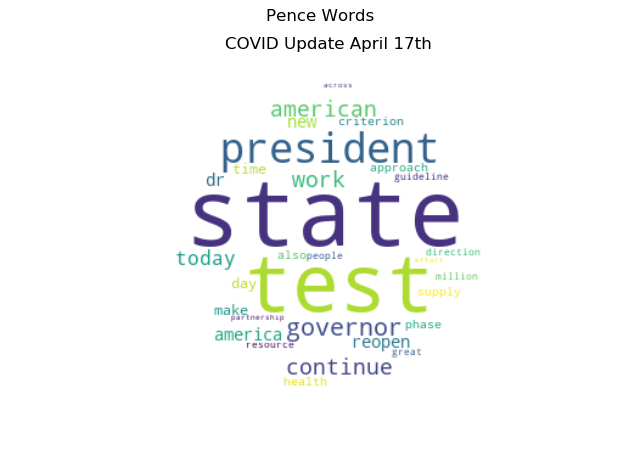 Pence Words
COVID Update April 17th
across
american
new criterion
president
time approach
dr work guideline
state
today also people direction
effort
test million
day supply
make partnership
governor phase
america reopen
resource great
continue
health